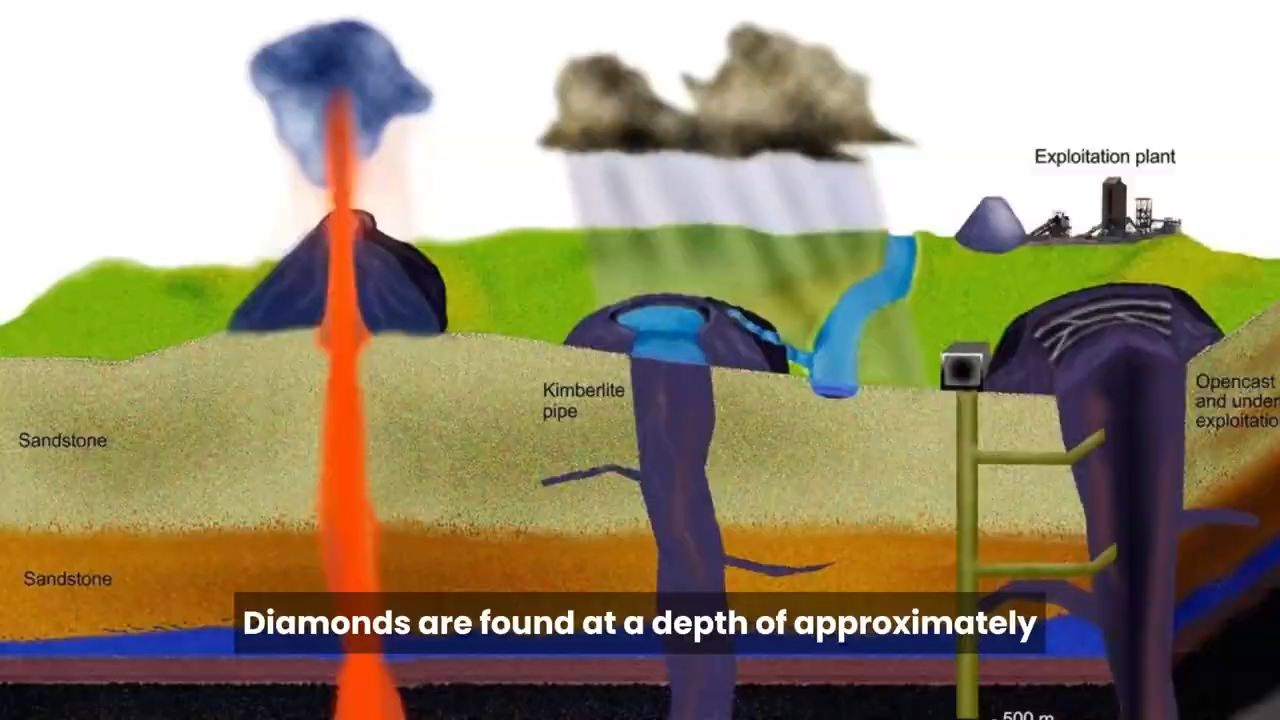 Exploitation plant
Kimberlite
pipe
Opencast
and under
exploitatio
Sandstone
Sandstone
Diamonds are found at a depth of approximately
500 m